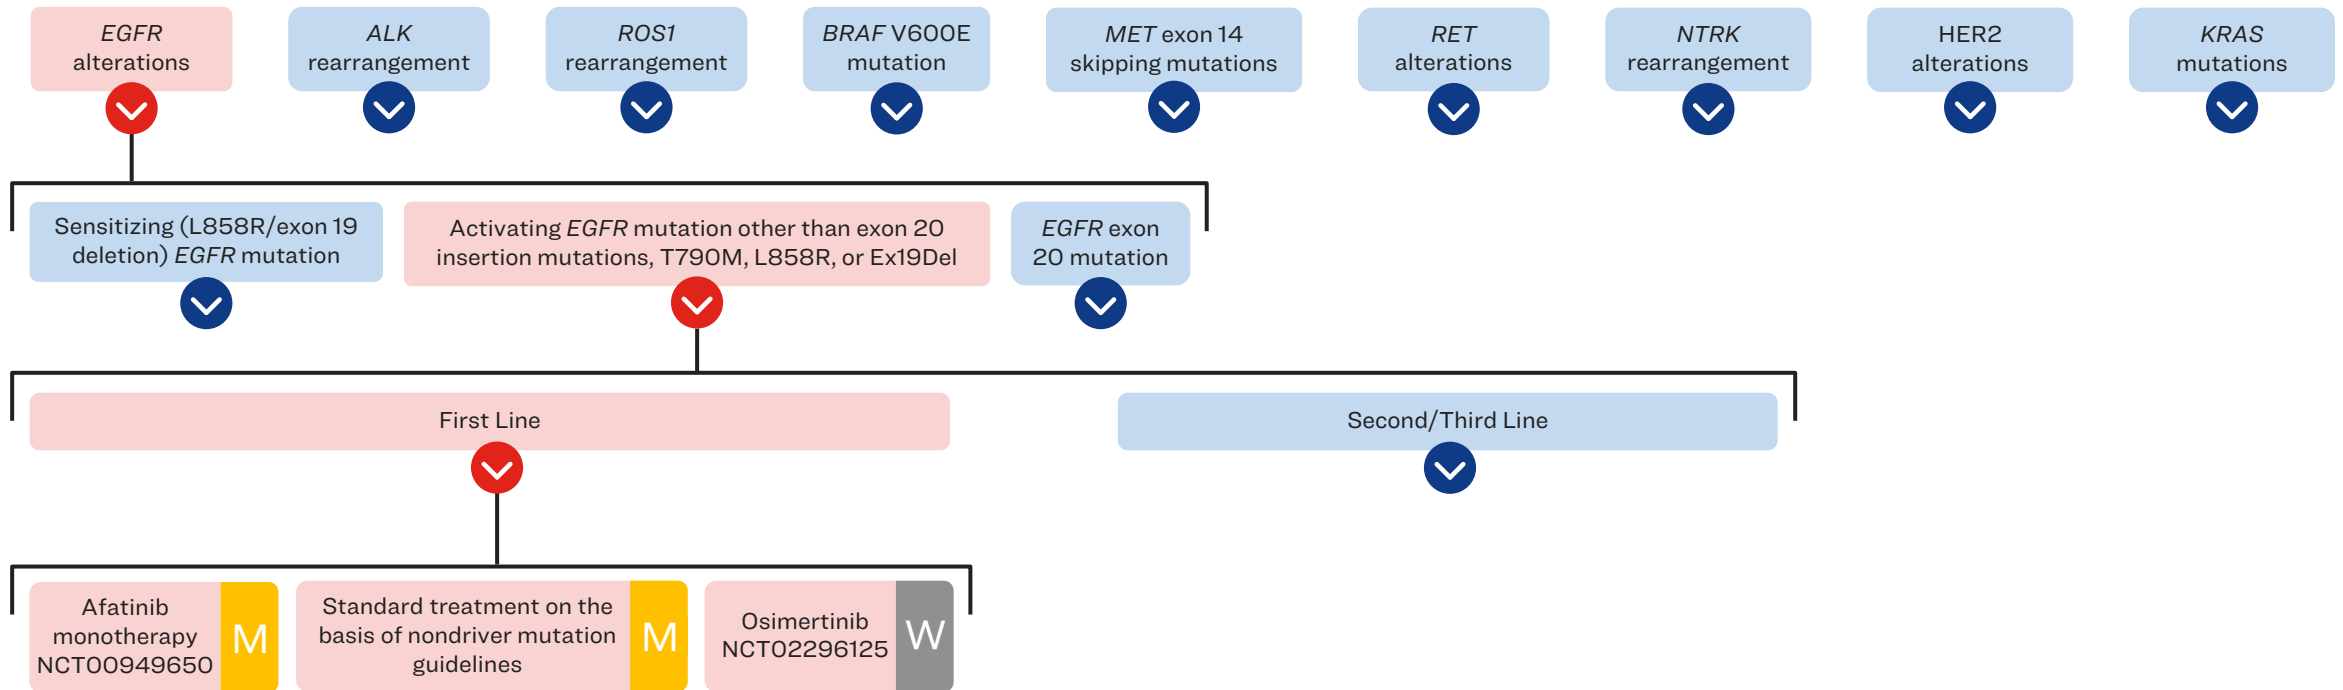 EGFR
alterations
ALK
rearrangement
ROS1
rearrangement
BRAF V600E
mutation
MET exon 14
skipping mutations
RET
alterations
NTRK
rearrangement
HER2
alterations
KRAS
mutations
Sensitizing (L858R/exon 19
deletion) EGFR mutation
Activating EGFR mutation other than exon 20
insertion mutations, T790M, L858R, or Ex19Del
EGFR exon
20 mutation
First Line
Second/Third Line
Afatinib
monotherapy
NCT00949650
M
Standard treatment on the
basis of nondriver mutation
guidelines
M
Osimertinib
NCT02296125
W